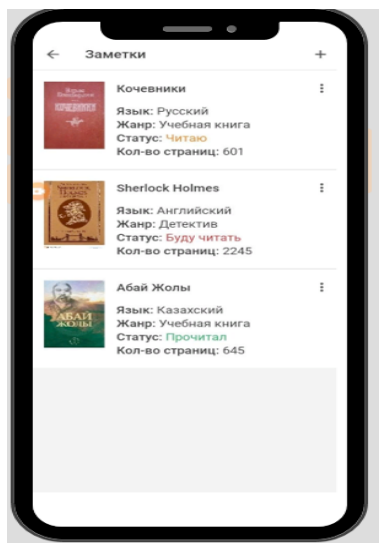 Заметки
Кочевники
Язык: Русский
Жанр: Учебная книга
Статус: Читаю
Кол-во страниц: 601
Sherlock Holmes
Язык: Английский
Жанр: Детектив
Статус: Буду читать
Кол-во страниц: 2245
АБАЙ
ЖОЛЫ
Абай Жолы
Язык: Казахский
Жанр: Учебная книга
Статус: Прочитал
Кол-во страниц: 645